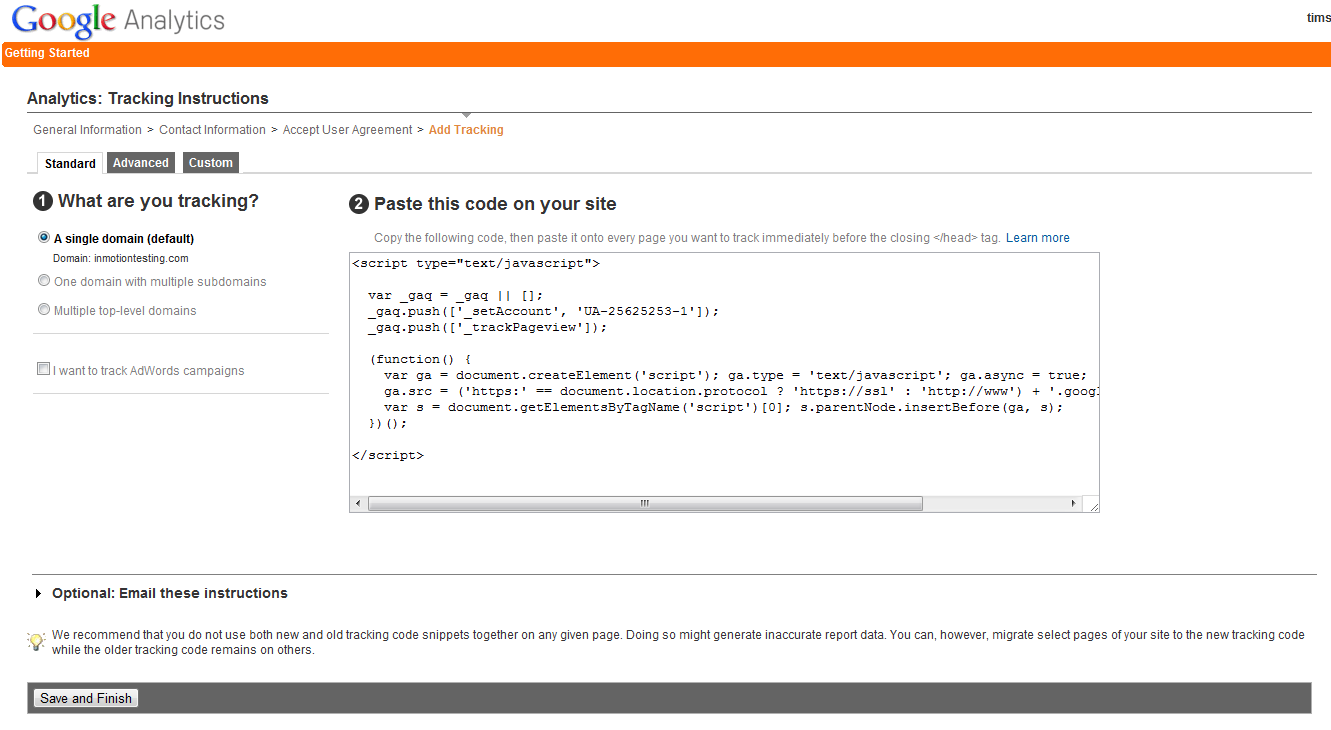 Google Analytics
tims
Getting Started
Analytics: Tracking Instructions
General Information > Contact Information > Accept User Agreement > Add Tracking
Standard Advanced Custom
1 What are you tracking?
A single domain (default)
Domain: inmotiontesting.com
One domain with multiple subdomains
Multiple top-level domains
I want to track AdWords campaigns
2 Paste this code on your site
Copy the following code, then paste it onto every page you want to track immediately before the closing </head> tag. Learn more
<script type="text/javascript">
var _gaq = _gaq || [];
_gaq.push(['_setAccount', 'UA-25625253-1']);
_gaq.push(['_trackPageview']);
(function() {
var ga = document.createElement('script'); ga.type = 'text/javascript'; ga.async = true;
ga.src = ('https:' == document.location.protocol ? 'https://ssl' : 'http://www') + '.googl
var s = document.getElementsByTagName('script')[0]; s.parentNode.insertBefore(ga, s);
})();
</script>
Optional: Email these instructions
We recommend that you do not use both new and old tracking code snippets together on any given page. Doing so might generate inaccurate report data. You can, however, migrate select pages of your site to the new tracking code
while the older tracking code remains on others.
Save and Finish